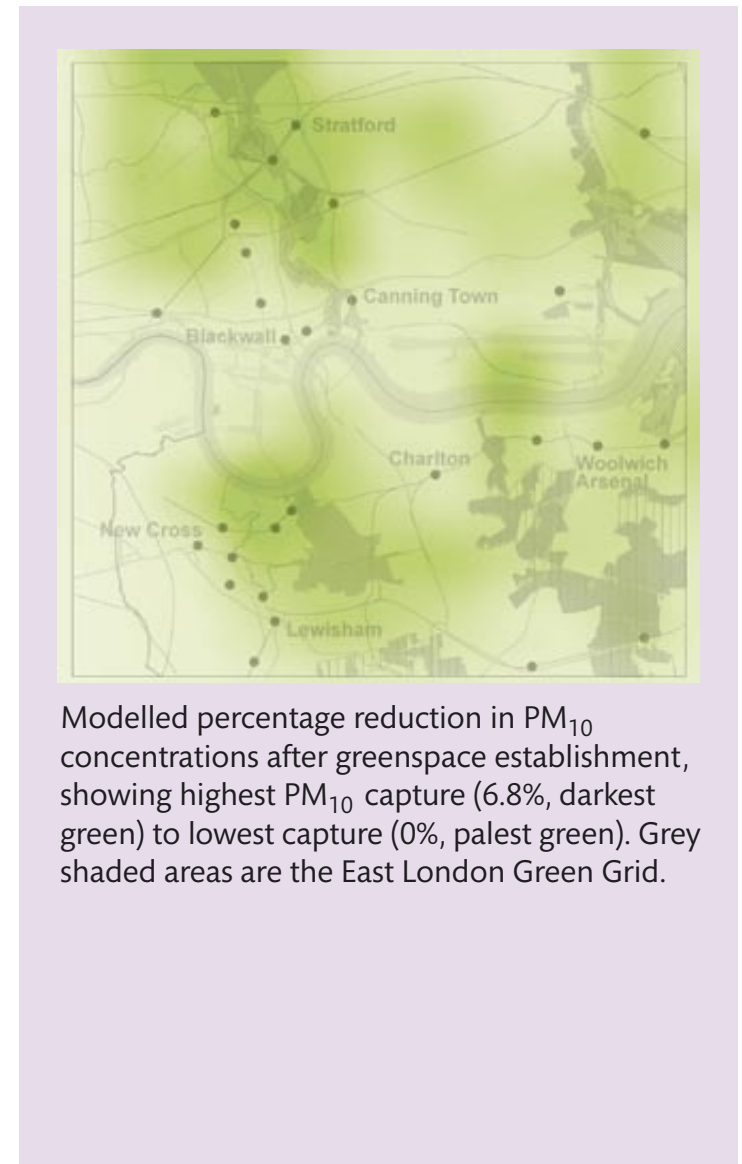 Stratford
Canning Town
Blackwall
Charlton
Woolwich
Arsenal
New Cross
Lewisham
Modelled percentage reduction in PM₁₀
concentrations after greenspace establishment,
showing highest PM₁₀ capture (6.8%, darkest
green) to lowest capture (0%, palest green). Grey
shaded areas are the East London Green Grid.